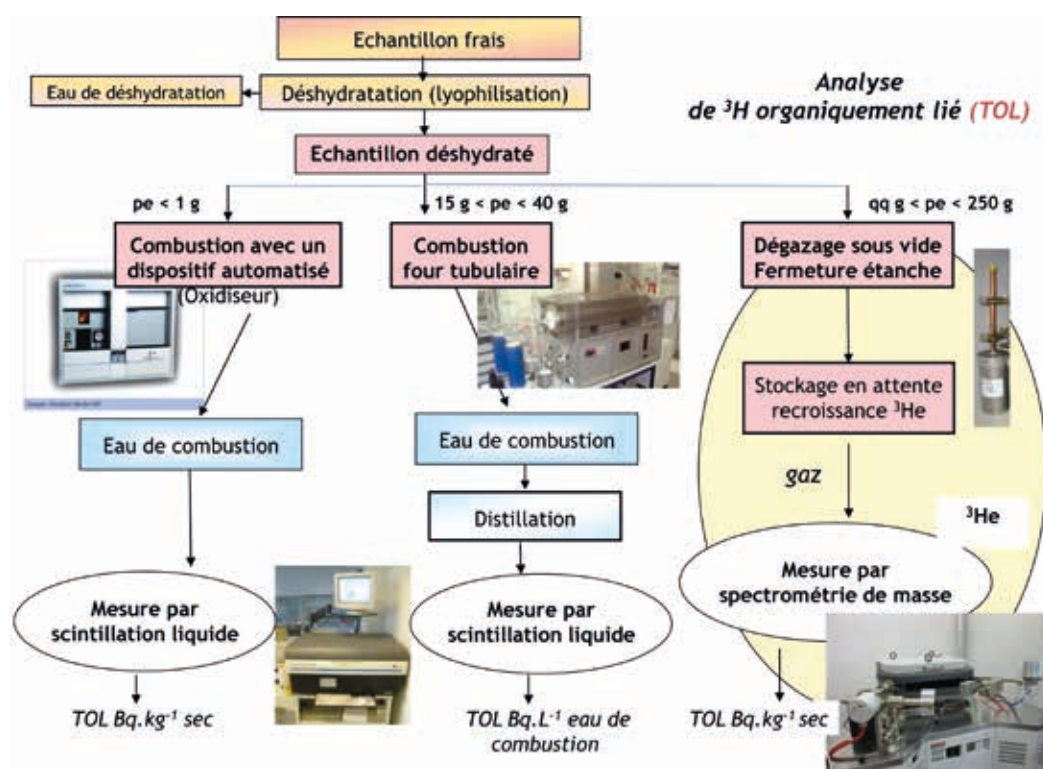 Echantillon frais
Eau de déshydratation
Déshydratation (lyophilisation)
Analyse
de ³H organiquement lié (TOL)
Echantillon déshydraté
pe < 1 g
15 g < pe < 40 g
qq g < pe < 250 g
Combustion avec un
dispositif automatisé
(Oxidiseur)
Combustion
four tubulaire
Dégazage sous vide
Fermeture étanche
Stockage en attente
recroissance ³He
Eau de combustion
Eau de combustion
gaz
Distillation
³He
Mesure par
scintillation liquide
Mesure par
scintillation liquide
Mesure par
spectrométrie de masse
TOL Bq.kg⁻¹ sec
TOL Bq.L⁻¹ eau de
combustion
TOL Bq.kg⁻¹ sec